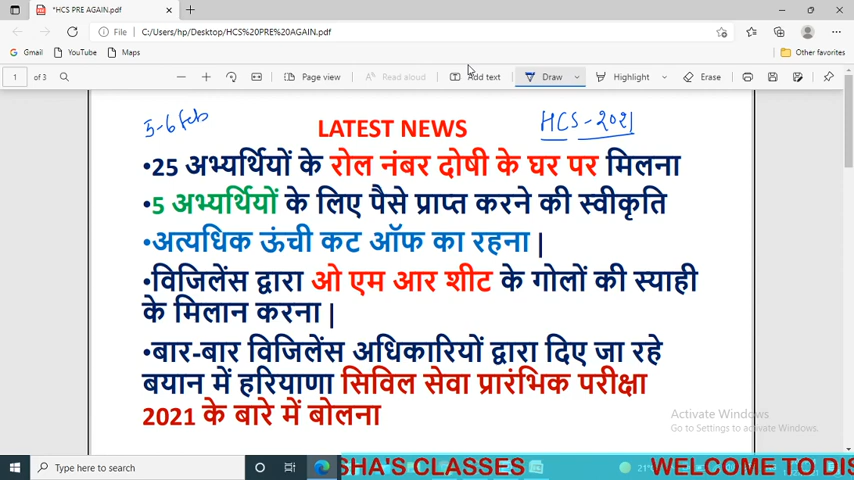 *HCS PRE AGAIN.pdf
File C:/Users/hp/Desktop/HCS%20PRE%20AGAIN.pdf
Gmail YouTube Maps Other favorites
1 of 3 Page view Read aloud Add text Draw Highlight Erase
5-6 Feb LATEST NEWS HCS-2021
•25 अभ्यर्थियों के रोल नंबर दोषी के घर पर मिलना
•5 अभ्यर्थियों के लिए पैसे प्राप्त करने की स्वीकृति
•अत्यधिक ऊंची कट ऑफ का रहना |
•विजिलेंस द्वारा ओ एम आर शीट के गोलों की स्याही
के मिलान करना |
•बार-बार विजिलेंस अधिकारियों द्वारा दिए जा रहे
बयान में हरियाणा सिविल सेवा प्रारंभिक परीक्षा
2021 के बारे में बोलना
Activate Windows
Go to Settings to activate Windows.
Type here to search SHA'S CLASSES 21° WELCOME TO DIS